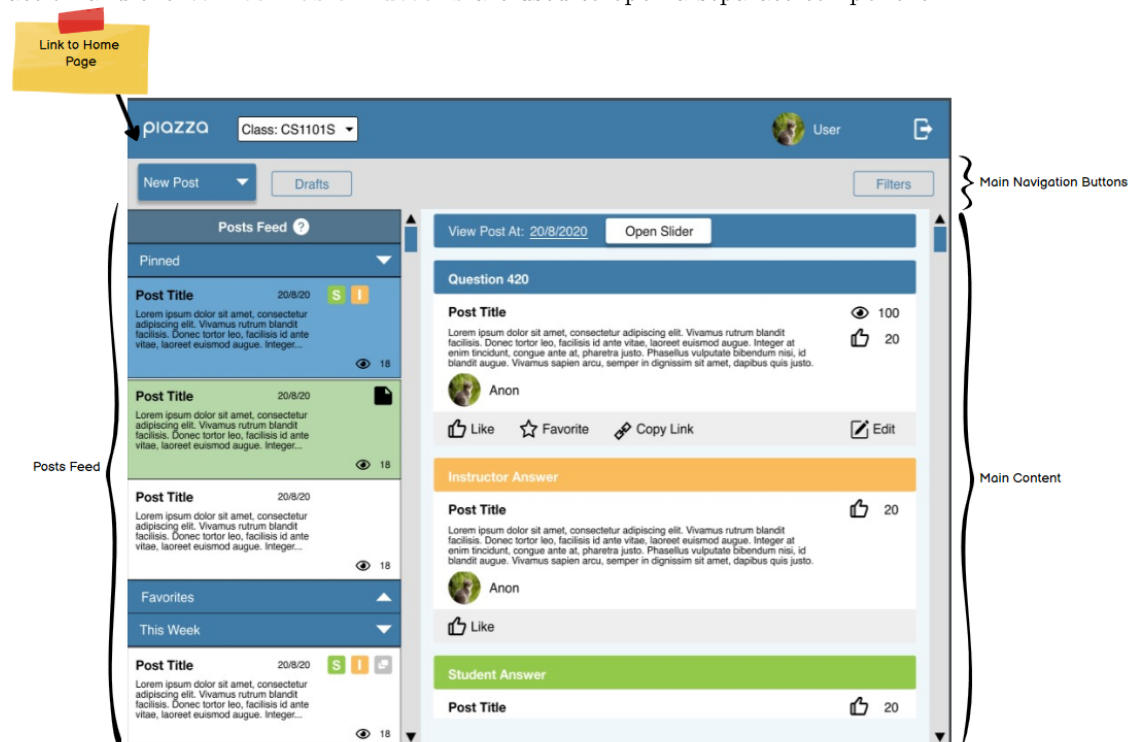 Link to Home
Page
piazza
Class: CS1101S
User
New Post
Drafts
Filters
Main Navigation Buttons
Posts Feed ?
View Post At: 20/8/2020
Open Slider
Pinned
Question 420
Post Title
20/8/20
S
I
Lorem ipsum dolor sit amet, consectetur
adipiscing elit. Vivamus rutrum blandit
facilisis. Donec tortor leo, facilisis id ante
vitae, laoreet euismod augue. Integer...
18
Post Title
20/8/20
Lorem ipsum dolor sit amet, consectetur
adipiscing elit. Vivamus rutrum blandit
facilisis. Donec tortor leo, facilisis id ante
vitae, laoreet euismod augue. Integer...
18
Posts Feed
Post Title
20/8/20
Lorem ipsum dolor sit amet, consectetur
adipiscing elit. Vivamus rutrum blandit
facilisis. Donec tortor leo, facilisis id ante
vitae, laoreet euismod augue. Integer...
18
Favorites
This Week
Post Title
20/8/20
S
I
Lorem ipsum dolor sit amet, consectetur
adipiscing elit. Vivamus rutrum blandit
facilisis. Donec tortor leo, facilisis id ante
vitae, laoreet euismod augue. Integer...
18
Post Title
100
20
Lorem ipsum dolor sit amet, consectetur adipiscing elit. Vivamus rutrum blandit
facilisis. Donec tortor leo, facilisis id ante vitae, laoreet euismod augue. Integer at
enim tincidunt, congue ante at, pharetra justo. Phasellus vulputate bibendum nisi, id
blandit augue. Vivamus sapien arcu, semper in dignissim sit amet, dapibus quis justo.
Anon
Like
Favorite
Copy Link
Edit
Instructor Answer
Main Content
Post Title
20
Lorem ipsum dolor sit amet, consectetur adipiscing elit. Vivamus rutrum blandit
facilisis. Donec tortor leo, facilisis id ante vitae, laoreet euismod augue. Integer at
enim tincidunt, congue ante at, pharetra justo. Phasellus vulputate bibendum nisi, id
blandit augue. Vivamus sapien arcu, semper in dignissim sit amet, dapibus quis justo.
Anon
Like
Student Answer
Post Title
20